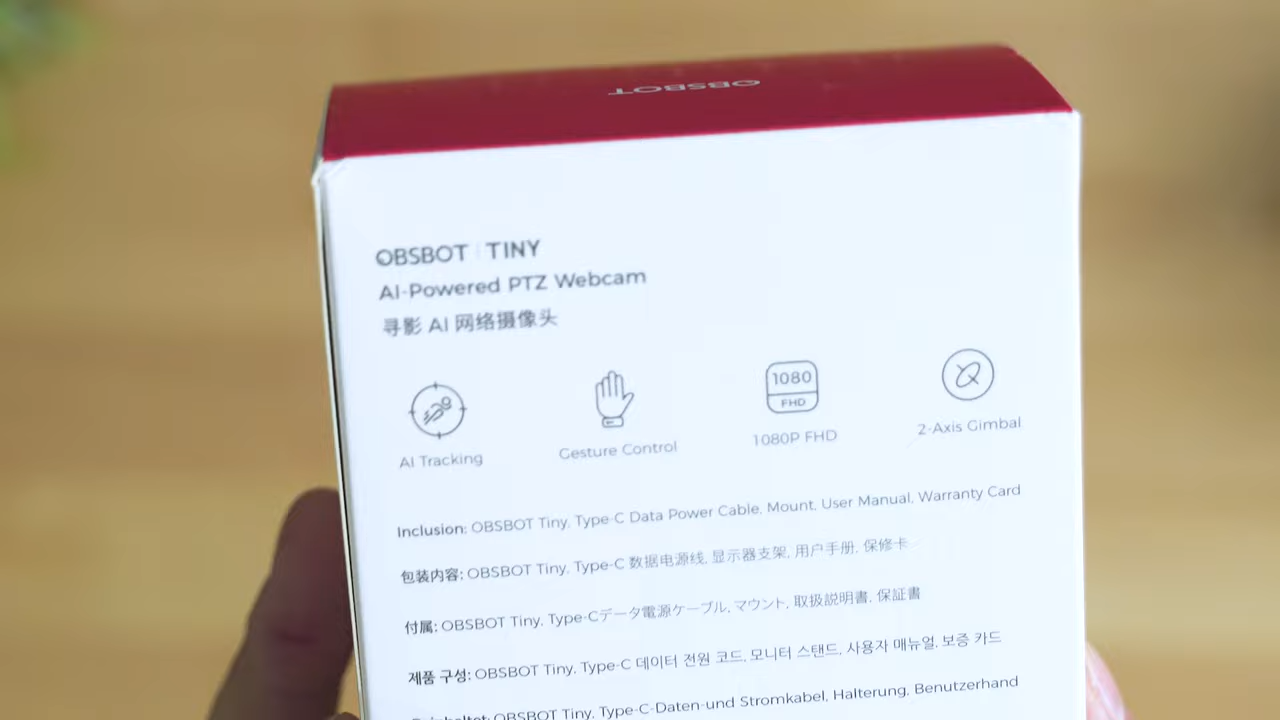 OBSBOT
OBSBOT | TINY
AI-Powered PTZ Webcam
寻影 AI 网络摄像头
1080
FHD
AI Tracking
Gesture Control
1080P FHD
2-Axis Gimbal
Inclusion: OBSBOT Tiny, Type-C Data Power Cable, Mount, User Manual, Warranty Card
包装内容: OBSBOT Tiny, Type-C 数据电源线, 显示器支架, 用户手册, 保修卡
付属: OBSBOT Tiny, Type-Cデータ電源ケーブル, マウント, 取扱説明書, 保証書
제품 구성: OBSBOT Tiny, Type-C 데이터 전원 코드, 모니터 스탠드, 사용자 매뉴얼, 보증 카드
OBSBOT Tiny, Type-C-Daten-und Stromkabel, Halterung, Benutzerhand